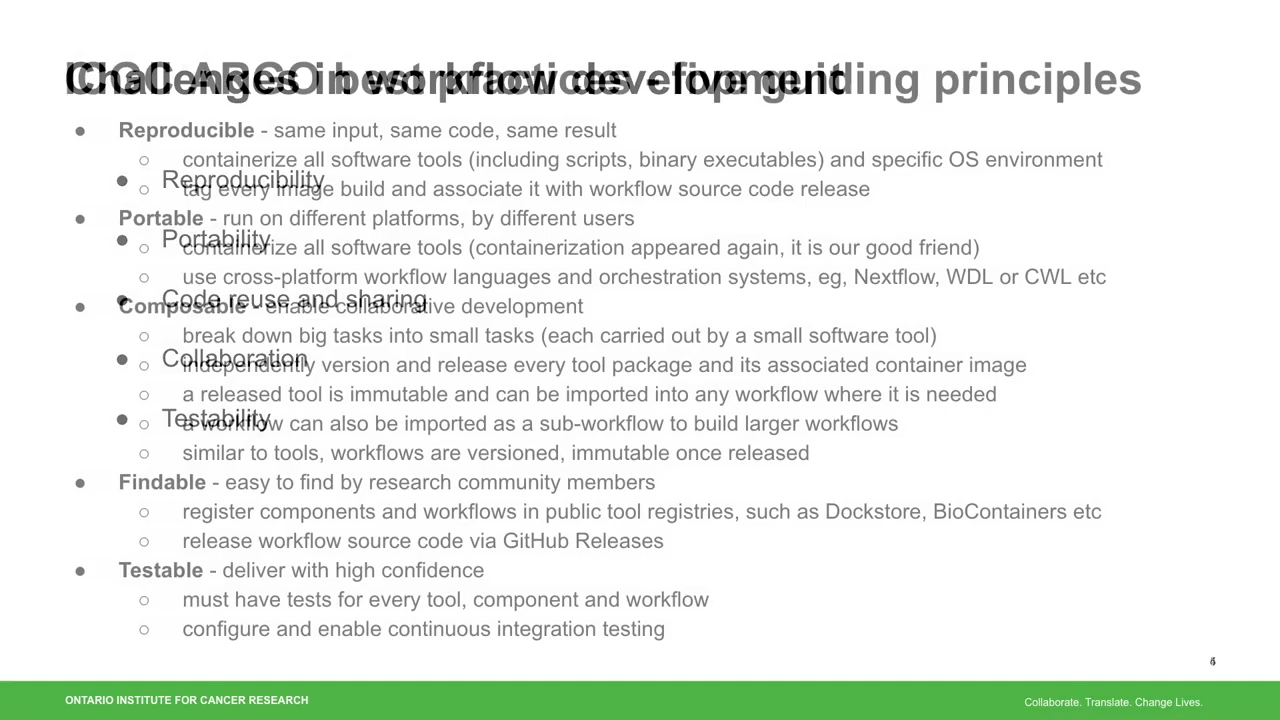 Challenges in workflow development
ICGC ARGO best practices - five guiding principles
● Reproducible - same input, same code, same result
○ containerize all software tools (including scripts, binary executables) and specific OS environment
● Reproducibility
○ tag every image build and associate it with workflow source code release
● Portable - run on different platforms, by different users
● Portability
○ containerize all software tools (containerization appeared again, it is our good friend)
○ use cross-platform workflow languages and orchestration systems, eg, Nextflow, WDL or CWL etc
● Code reuse and sharing
● Composable - enable collaborative development
○ break down big tasks into small tasks (each carried out by a small software tool)
● Collaboration
○ independently version and release every tool package and its associated container image
○ a released tool is immutable and can be imported into any workflow where it is needed
● Testability
○ a workflow can also be imported as a sub-workflow to build larger workflows
○ similar to tools, workflows are versioned, immutable once released
● Findable - easy to find by research community members
○ register components and workflows in public tool registries, such as Dockstore, BioContainers etc
○ release workflow source code via GitHub Releases
● Testable - deliver with high confidence
○ must have tests for every tool, component and workflow
○ configure and enable continuous integration testing
ONTARIO INSTITUTE FOR CANCER RESEARCH
Collaborate. Translate. Change Lives.